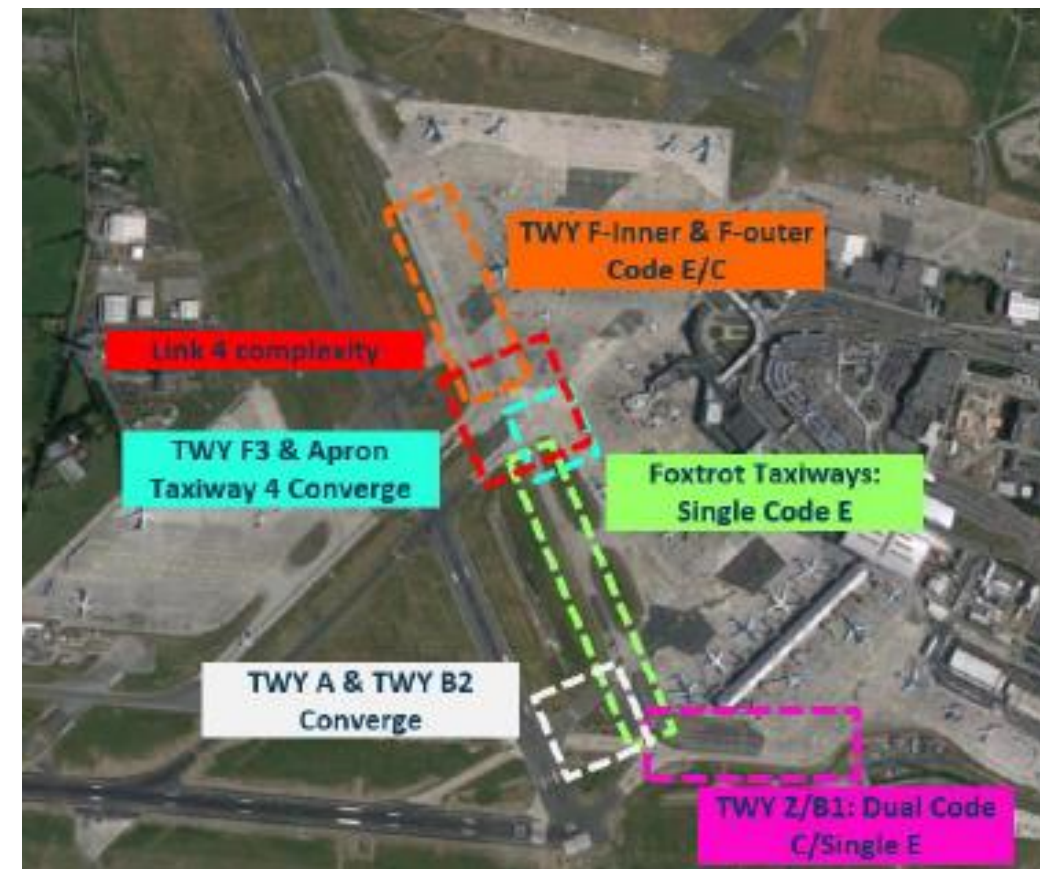 TWY F-Inner & F-outer
Code E/C
Link 4 complexity
TWY F3 & Apron
Taxiway 4 Converge
Foxtrot Taxiways:
Single Code E
TWY A & TWY B2
Converge
TWY Z/B1: Dual Code
C/Single E